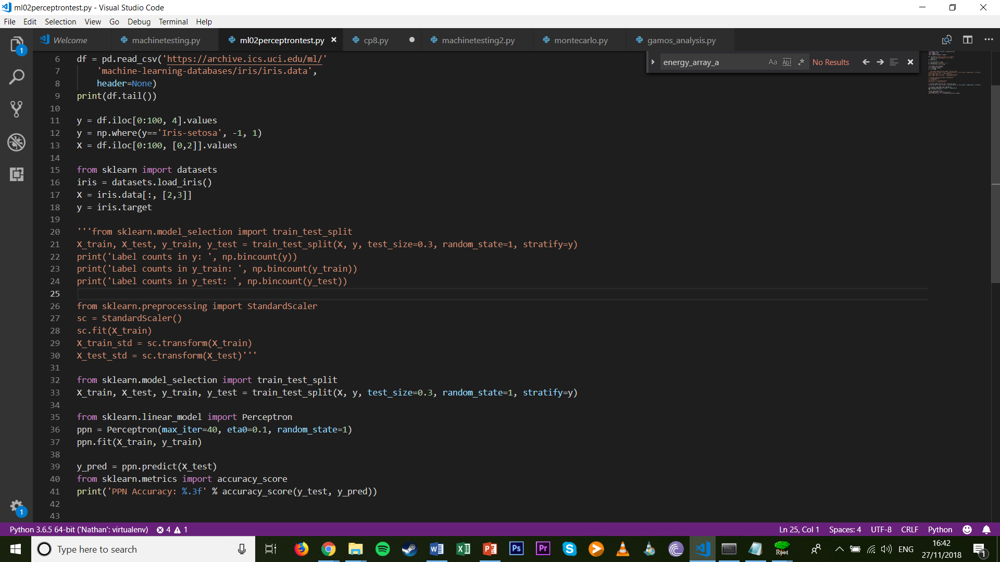 ml02perceptrontest.py - Visual Studio Code
File Edit Selection View Go Debug Terminal Help
Welcome machinetesting.py ml02perceptrontest.py cp8.py machinetesting2.py montecarlo.py gamos_analysis.py
energy_array_a Aa Abl .* No Results
1
6 df = pd.read_csv('https://archive.ics.uci.edu/ml/'
7 'machine-learning-databases/iris/iris.data',
8 header=None)
9 print(df.tail())
10
11 y = df.iloc[0:100, 4].values
12 y = np.where(y=='Iris-setosa', -1, 1)
13 X = df.iloc[0:100, [0,2]].values
14
15 from sklearn import datasets
16 iris = datasets.load_iris()
17 X = iris.data[:, [2,3]]
18 y = iris.target
19
20 '''from sklearn.model_selection import train_test_split
21 X_train, X_test, y_train, y_test = train_test_split(X, y, test_size=0.3, random_state=1, stratify=y)
22 print('Label counts in y: ', np.bincount(y))
23 print('Label counts in y_train: ', np.bincount(y_train))
24 print('Label counts in y_test: ', np.bincount(y_test))
25
26 from sklearn.preprocessing import StandardScaler
27 sc = StandardScaler()
28 sc.fit(X_train)
29 X_train_std = sc.transform(X_train)
30 X_test_std = sc.transform(X_test)'''
31
32 from sklearn.model_selection import train_test_split
33 X_train, X_test, y_train, y_test = train_test_split(X, y, test_size=0.3, random_state=1, stratify=y)
34
35 from sklearn.linear_model import Perceptron
36 ppn = Perceptron(max_iter=40, eta0=0.1, random_state=1)
37 ppn.fit(X_train, y_train)
38
39 y_pred = ppn.predict(X_test)
40 from sklearn.metrics import accuracy_score
41 print('PPN Accuracy: %.3f' % accuracy_score(y_test, y_pred))
42
43
1
Python 3.6.5 64-bit ('Nathan': virtualenv) 4 1 Ln 25, Col 1 Spaces: 4 UTF-8 CRLF Python
Type here to search
Ps Pr
ENG 16:42
27/11/2018
1